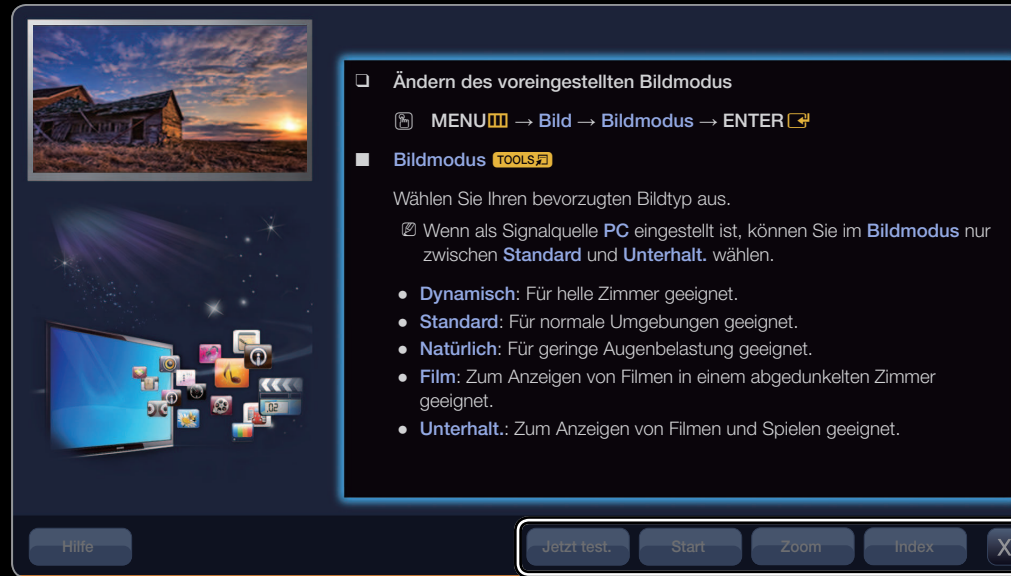 Ändern des voreingestellten Bildmodus
MENU → Bild → Bildmodus → ENTER
Bildmodus TOOLS
Wählen Sie Ihren bevorzugten Bildtyp aus.
Wenn als Signalquelle PC eingestellt ist, können Sie im Bildmodus nur
zwischen Standard und Unterhalt. wählen.
● Dynamisch: Für helle Zimmer geeignet.
● Standard: Für normale Umgebungen geeignet.
● Natürlich: Für geringe Augenbelastung geeignet.
● Film: Zum Anzeigen von Filmen in einem abgedunkelten Zimmer
geeignet.
● Unterhalt.: Zum Anzeigen von Filmen und Spielen geeignet.
Hilfe
Jetzt test.
Start
Zoom
Index
X